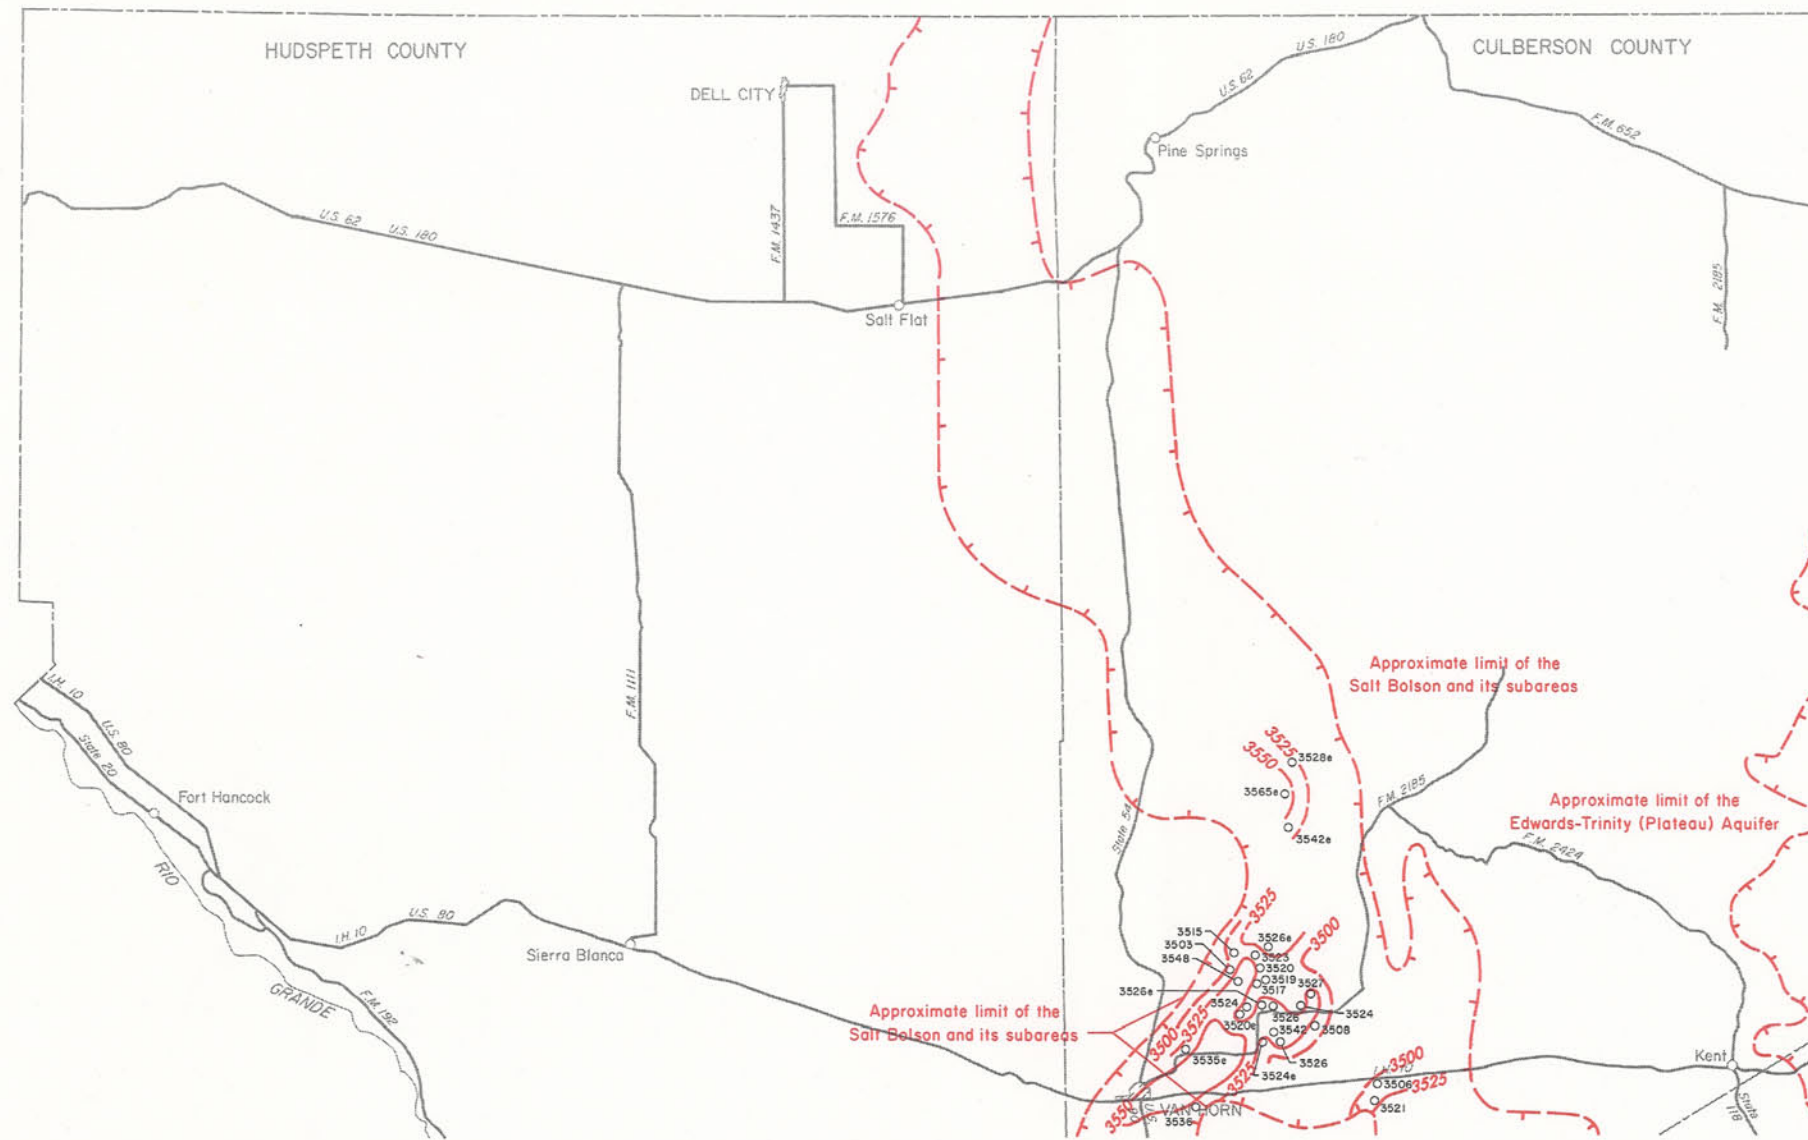 HUDSPETH COUNTY
CULBERSON COUNTY
U.S. 180
U.S. 62
DELL CITY
F.M. 652
Pine Springs
U.S. 62
U.S. 180
F.M. 1437
F.M. 1576
F.M. 2185
Salt Flat
F.M. 1111
Approximate limit of the
Salt Bolson and its subareas
I.H. 10
U.S. 80
State 20
Fort Hancock
3525
3550
3528e
3565e
3542e
F.M. 2185
State 54
Approximate limit of the
Edwards-Trinity (Plateau) Aquifer
F.M. 2424
RIO
GRANDE
I.H. 10
U.S. 80
Sierra Blanca
F.M. 192
3525
3500
3515
3503
3548
3526e
3523
3520
3519
3517
3527
3526e
3524
3520e
3526
3524
3542
3508
3526
3524e
3535e
Approximate limit of the
Salt Bolson and its subareas
3500
3525
3525
3550
VAN HORN
3536
3500
I.H. 10
3506
3525
3521
Kent
State
118